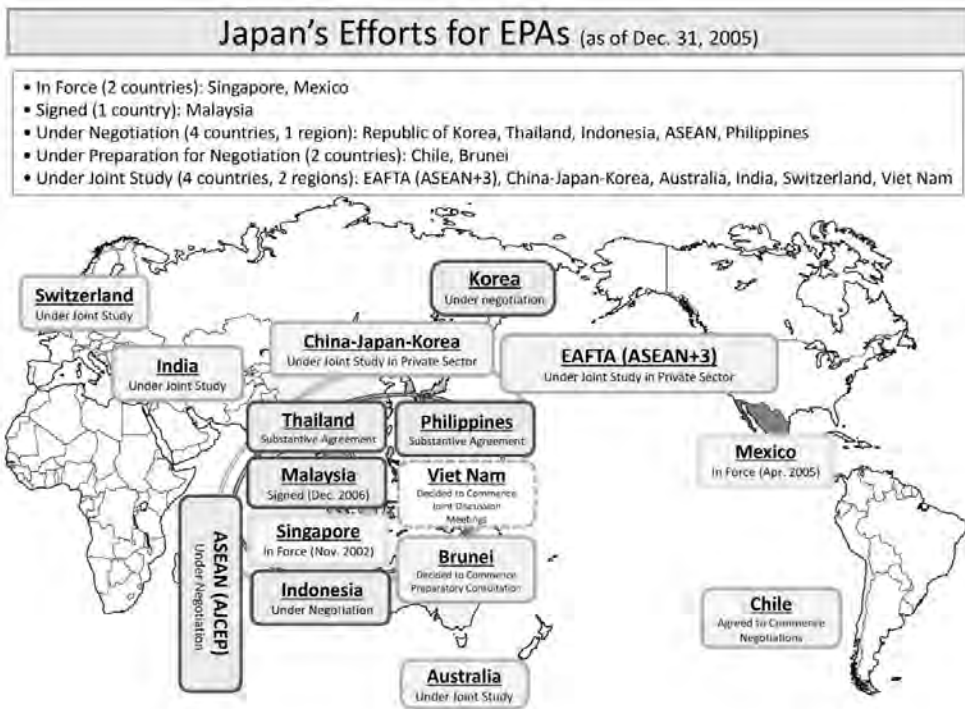 Japan's Efforts for EPAs (as of Dec. 31, 2005)
• In Force (2 countries): Singapore, Mexico
• Signed (1 country): Malaysia
• Under Negotiation (4 countries, 1 region): Republic of Korea, Thailand, Indonesia, ASEAN, Philippines
• Under Preparation for Negotiation (2 countries): Chile, Brunei
• Under Joint Study (4 countries, 2 regions): EAFTA (ASEAN+3), China-Japan-Korea, Australia, India, Switzerland, Viet Nam
Switzerland
Under Joint Study
Korea
Under negotiation
China-Japan-Korea
Under Joint Study in Private Sector
EAFTA (ASEAN+3)
Under Joint Study in Private Sector
India
Under Joint Study
Thailand
Substantive Agreement
Philippines
Substantive Agreement
Mexico
In Force (Apr. 2005)
Malaysia
Signed (Dec. 2006)
Viet Nam
Decided to Commence
Joint Discussion
Meetings
ASEAN (AJCEP)
Under Negotiation
Singapore
In Force (Nov. 2002)
Brunei
Decided to Commence
Preparatory Consultation
Indonesia
Under Negotiation
Chile
Agreed to Commence
Negotiations
Australia
Under Joint Study